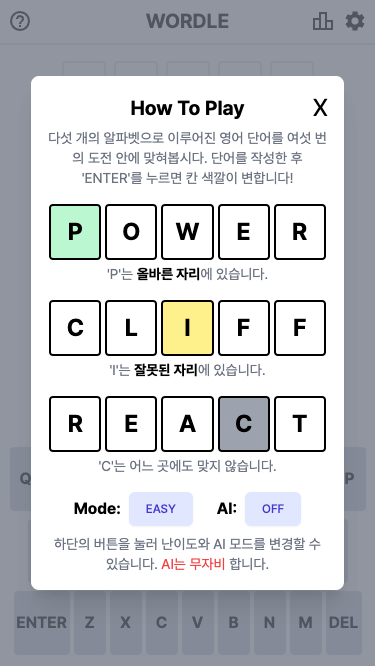 WORDLE
How To Play
X
다섯 개의 알파벳으로 이루어진 영어 단어를 여섯 번
의 도전 안에 맞혀봅시다. 단어를 작성한 후
'ENTER'를 누르면 칸 색깔이 변합니다!
P O W E R
'P'는 올바른 자리에 있습니다.
C L I F F
'I'는 잘못된 자리에 있습니다.
R E A C T
'C'는 어느 곳에도 맞지 않습니다.
Q P
Mode: EASY AI: OFF
하단의 버튼을 눌러 난이도와 AI 모드를 변경할 수
있습니다. AI는 무자비 합니다.
ENTER Z X C V B N M DEL